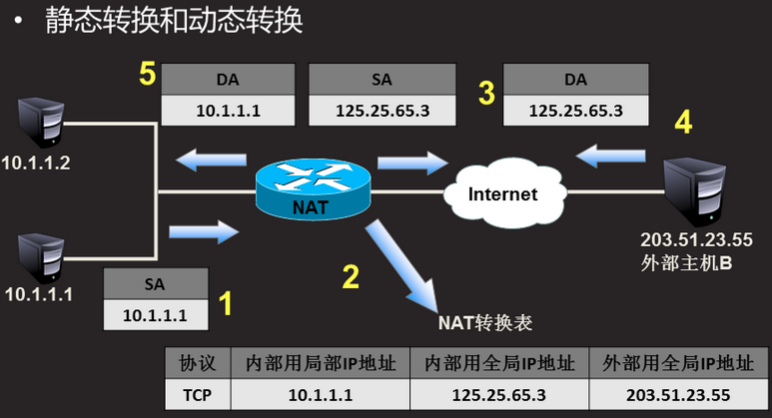 • 静态转换和动态转换
5
DA
10.1.1.1
SA
125.25.65.3
3
DA
125.25.65.3
4
10.1.1.2
NAT
Internet
203.51.23.55
外部主机B
10.1.1.1
SA
10.1.1.1
1
2
NAT转换表
协议 内部用局部IP地址 内部用全局IP地址 外部用全局IP地址
TCP 10.1.1.1 125.25.65.3 203.51.23.55